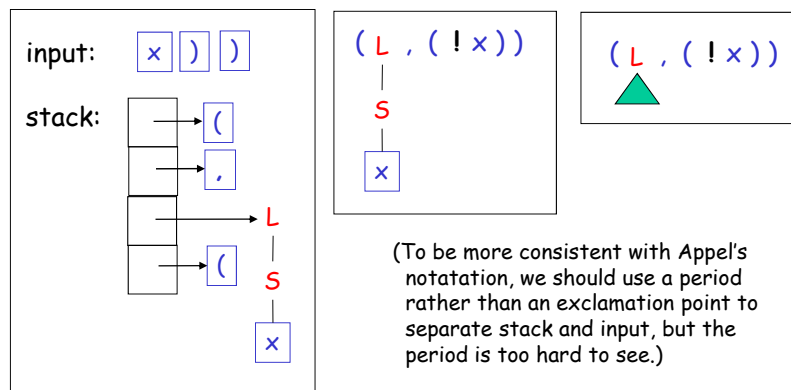 input: x ) )
stack:
(
,
L
(
S
x
( L , ( ! x ) )
S
x
( L , ( ! x ) )
(To be more consistent with Appel's
notatation, we should use a period
rather than an exclamation point to
separate stack and input, but the
period is too hard to see.)